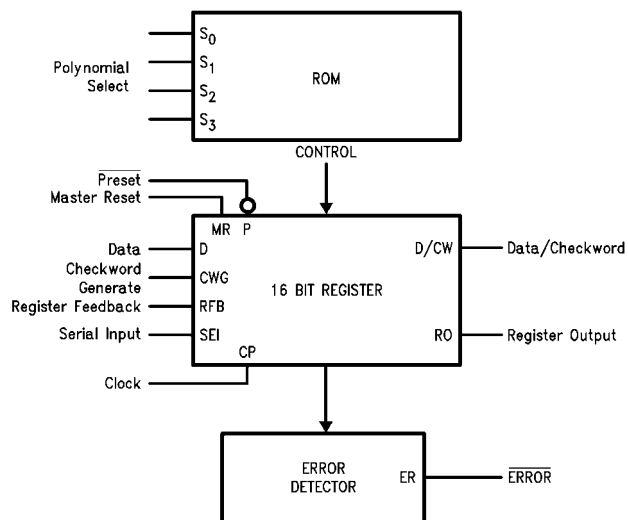 S0
Polynomial
Select
S1
S2
S3
ROM
CONTROL
Preset
Master Reset
MR P
Data
D
D/CW
Data/Checkword
Checkword
Generate
CWG
16 BIT REGISTER
Register Feedback
RFB
Serial Input
SEI
RO
Register Output
CP
Clock
ERROR
DETECTOR
ER
ERROR